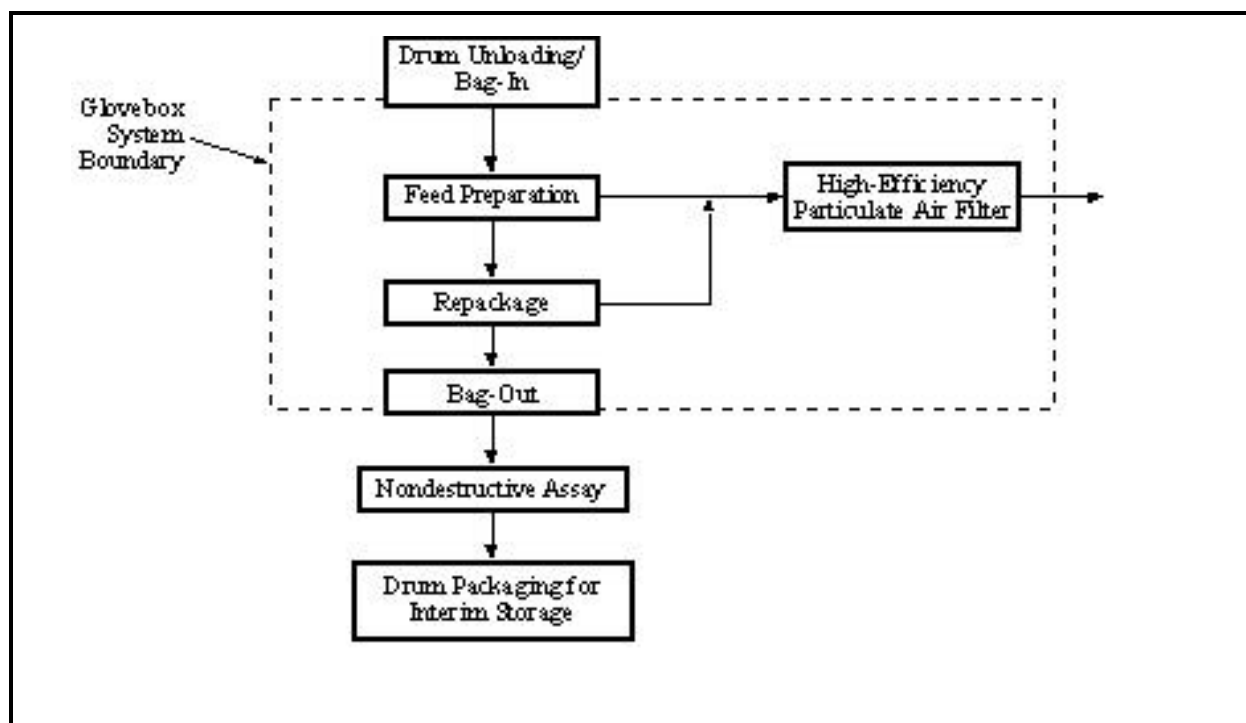 Drum Unloading/
Bag-In
Glovebox
System
Boundary
Feed Preparation
High-Efficiency
Particulate Air Filter
Repackage
Bag-Out
Nondestructive Assay
Drum Packaging for
Interim Storage